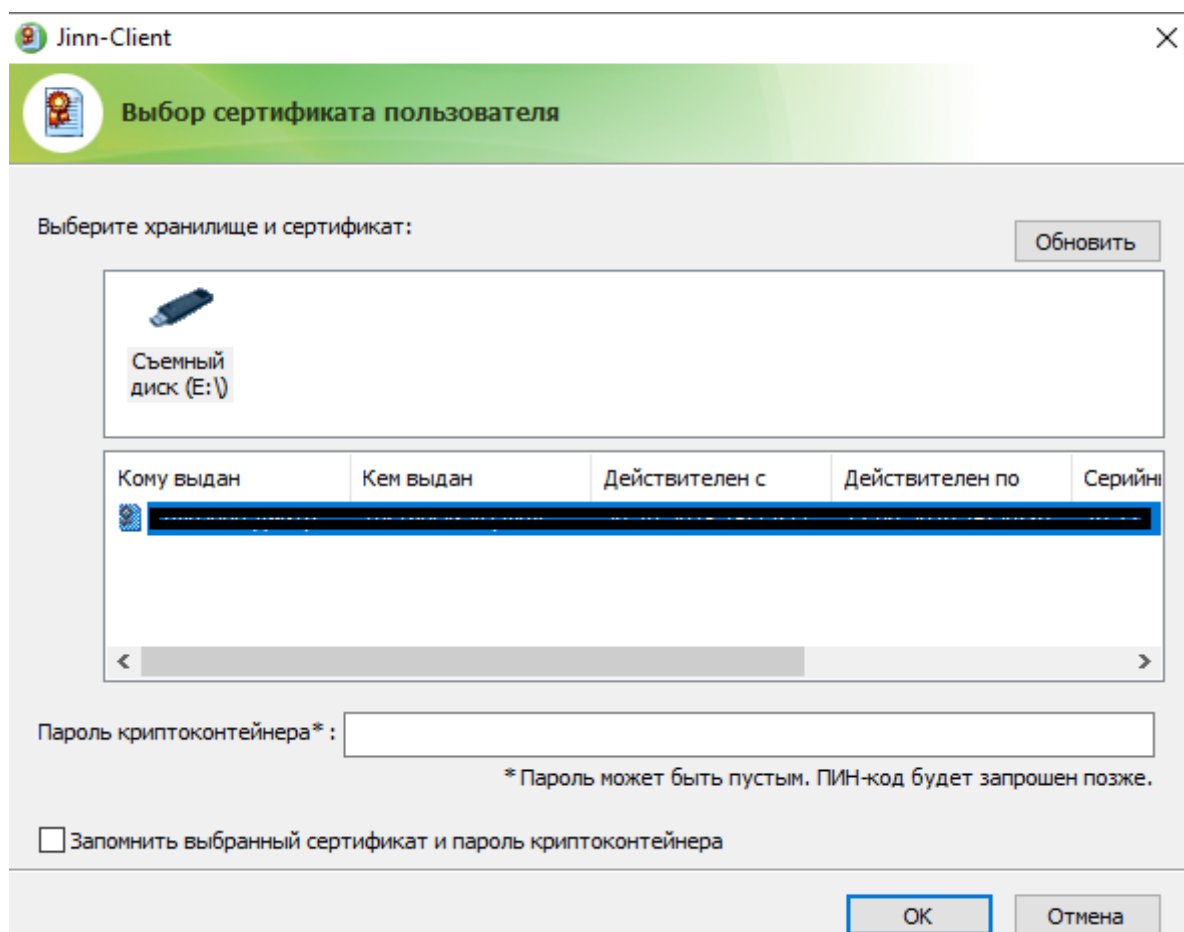 Jinn-Client
Выбор сертификата пользователя
Выберите хранилище и сертификат:
Обновить
Съемный
диск (E:\)
Кому выдан Кем выдан Действителен с Действителен по Серийн
Пароль криптоконтейнера* :
* Пароль может быть пустым. ПИН-код будет запрошен позже.
Запомнить выбранный сертификат и пароль криптоконтейнера
ОК Отмена